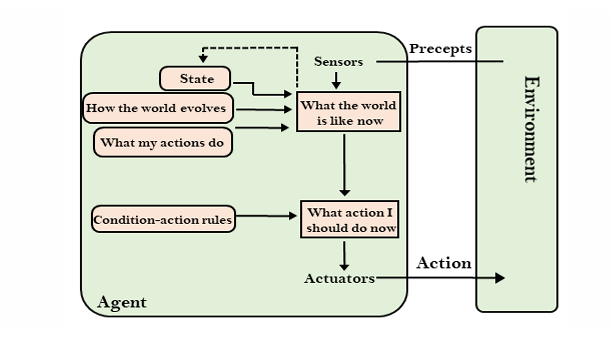 Precepts
Sensors
State
How the world evolves
What the world
is like now
What my actions do
Environment
Condition-action rules
What action I
should do now
Action
Actuators
Agent